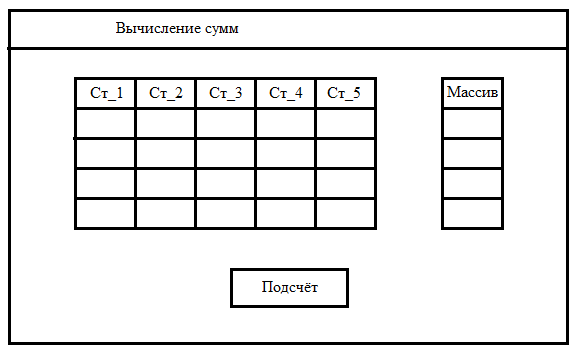 Вычисление сумм
Ст_1 Ст_2 Ст_3 Ст_4 Ст_5 Массив
Подсчёт